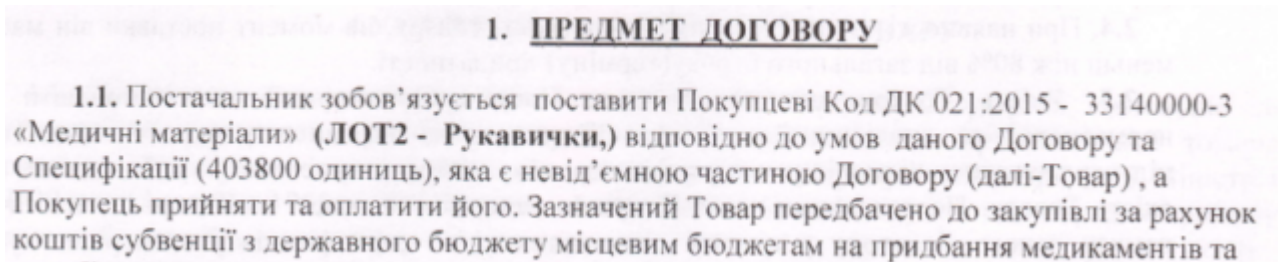 1. ПРЕДМЕТ ДОГОВОРУ
1.1. Постачальник зобов’язується поставити Покупцеві Код ДК 021:2015 - 33140000-3
«Медичні матеріали» (ЛОТ2 - Рукавички,) відповідно до умов даного Договору та
Специфікації (403800 одиниць), яка є невід’ємною частиною Договору (далі-Товар) , а
Покупець прийняти та оплатити його. Зазначений Товар передбачено до закупівлі за рахунок
коштів субвенції з державного бюджету місцевим бюджетам на придбання медикаментів та